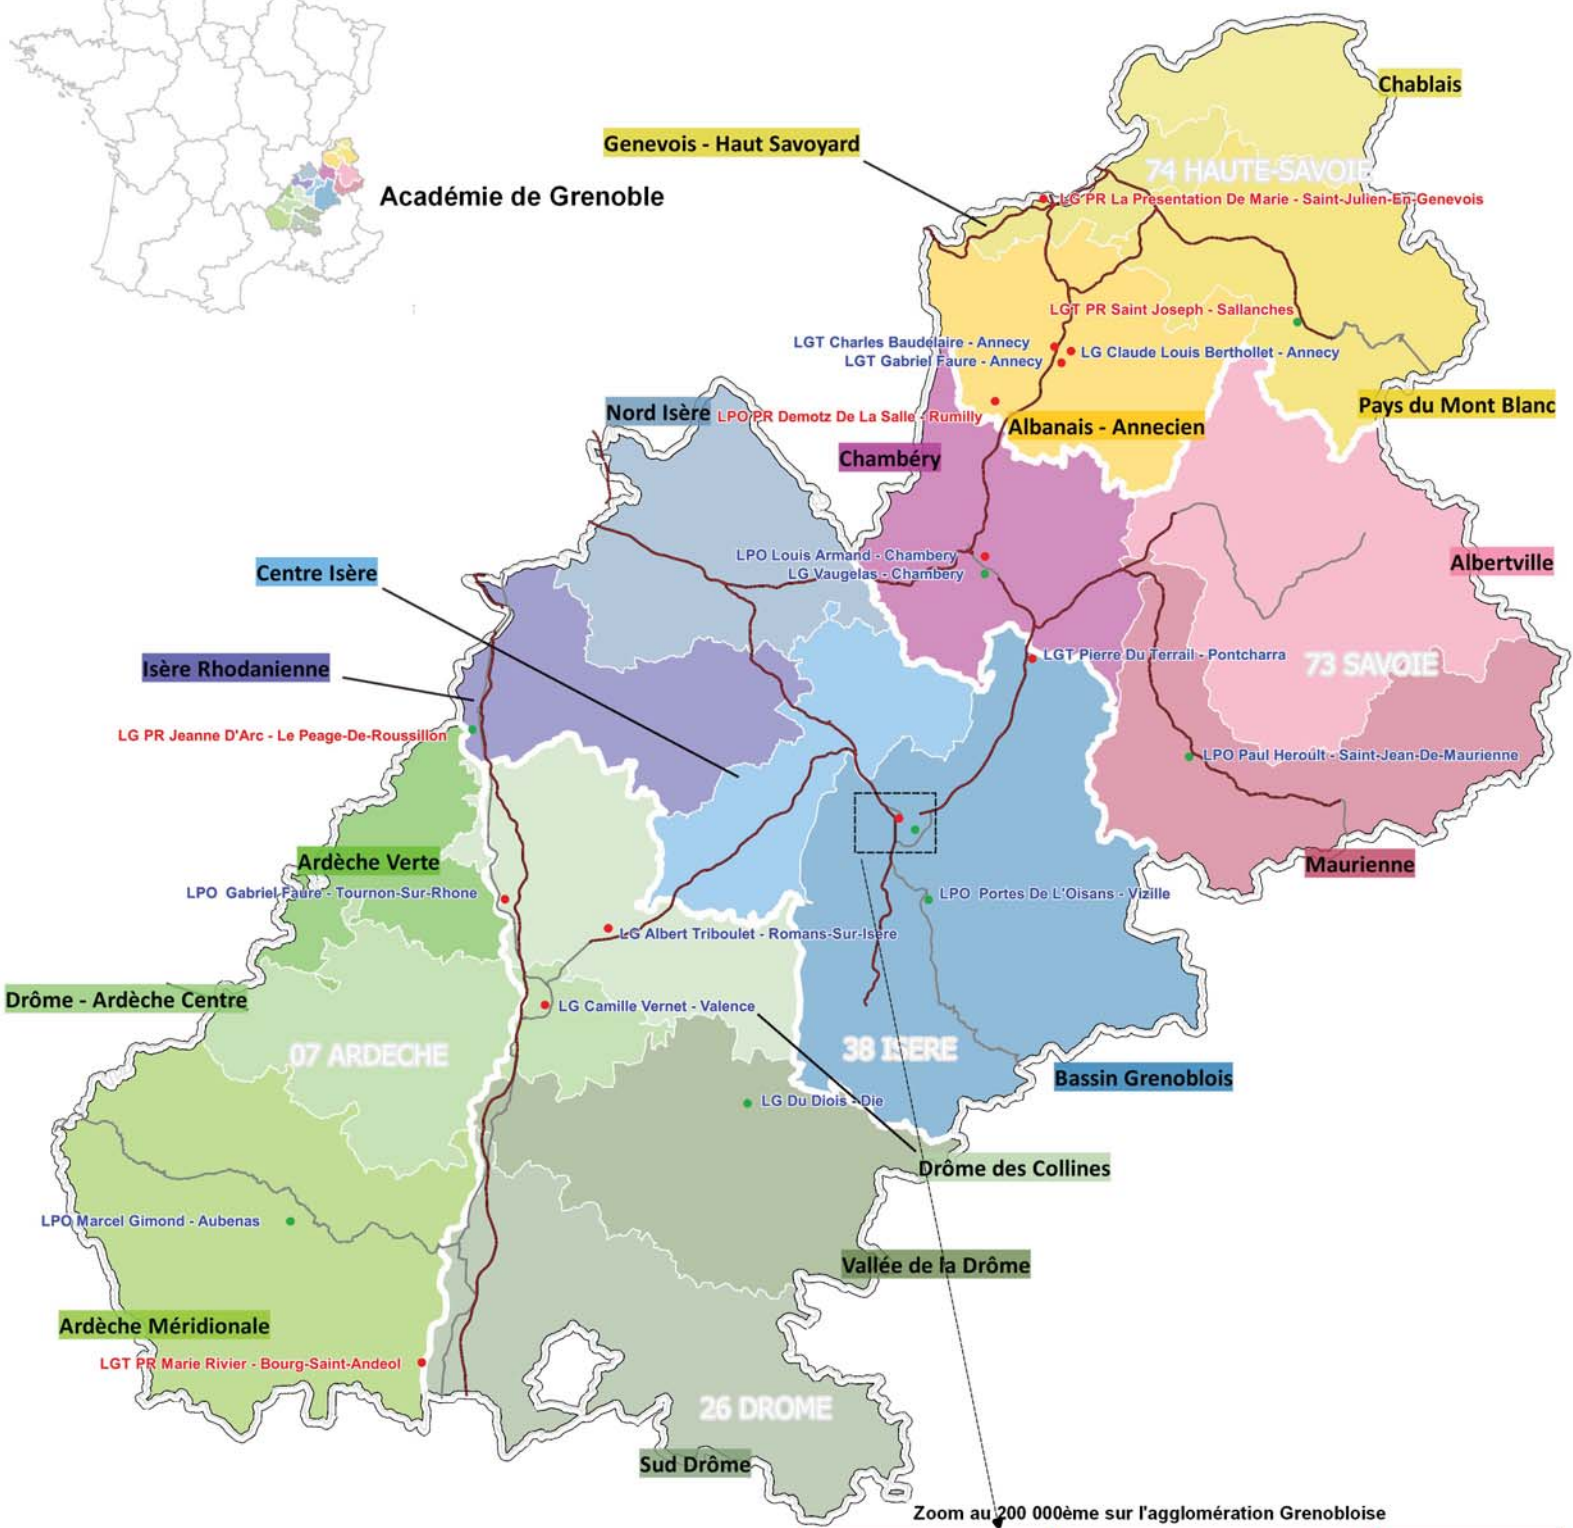 Chablais
Genevois - Haut Savoyard
74 HAUTE-SAVOIE
Académie de Grenoble
LG PR La Presentation De Marie - Saint-Julien-En-Genevois
LGT PR Saint Joseph - Sallanches
LGT Charles Baudelaire - Annecy
LG Claude Louis Berthollet - Annecy
LGT Gabriel Faure - Annecy
Pays du Mont Blanc
Nord Isère
LPO PR Demotz De La Salle - Rumilly
Albanais - Annecien
Chambéry
LPO Louis Armand - Chambery
Albertville
Centre Isère
LG Vaugelas - Chambery
LGT Pierre Du Terrail - Pontcharra
73 SAVOIE
Isère Rhodanienne
LG PR Jeanne D'Arc - Le Peage-De-Roussillon
LPO Paul Heroult - Saint-Jean-De-Maurienne
Ardèche Verte
Maurienne
LPO Gabriel Faure - Tournon-Sur-Rhone
LPO Portes De L'Oisans - Vizille
LG Albert Triboulet - Romans-Sur-Isère
Drôme - Ardèche Centre
LG Camille Vernet - Valence
07 ARDECHE
38 ISERE
Bassin Grenoblois
LG Du Diois - Die
Drôme des Collines
LPO Marcel Gimond - Aubenas
Vallée de la Drôme
Ardèche Méridionale
LGT PR Marie Rivier - Bourg-Saint-Andeol
26 DROME
Sud Drôme
Zoom au 200 000ème sur l'agglomération Grenobloise